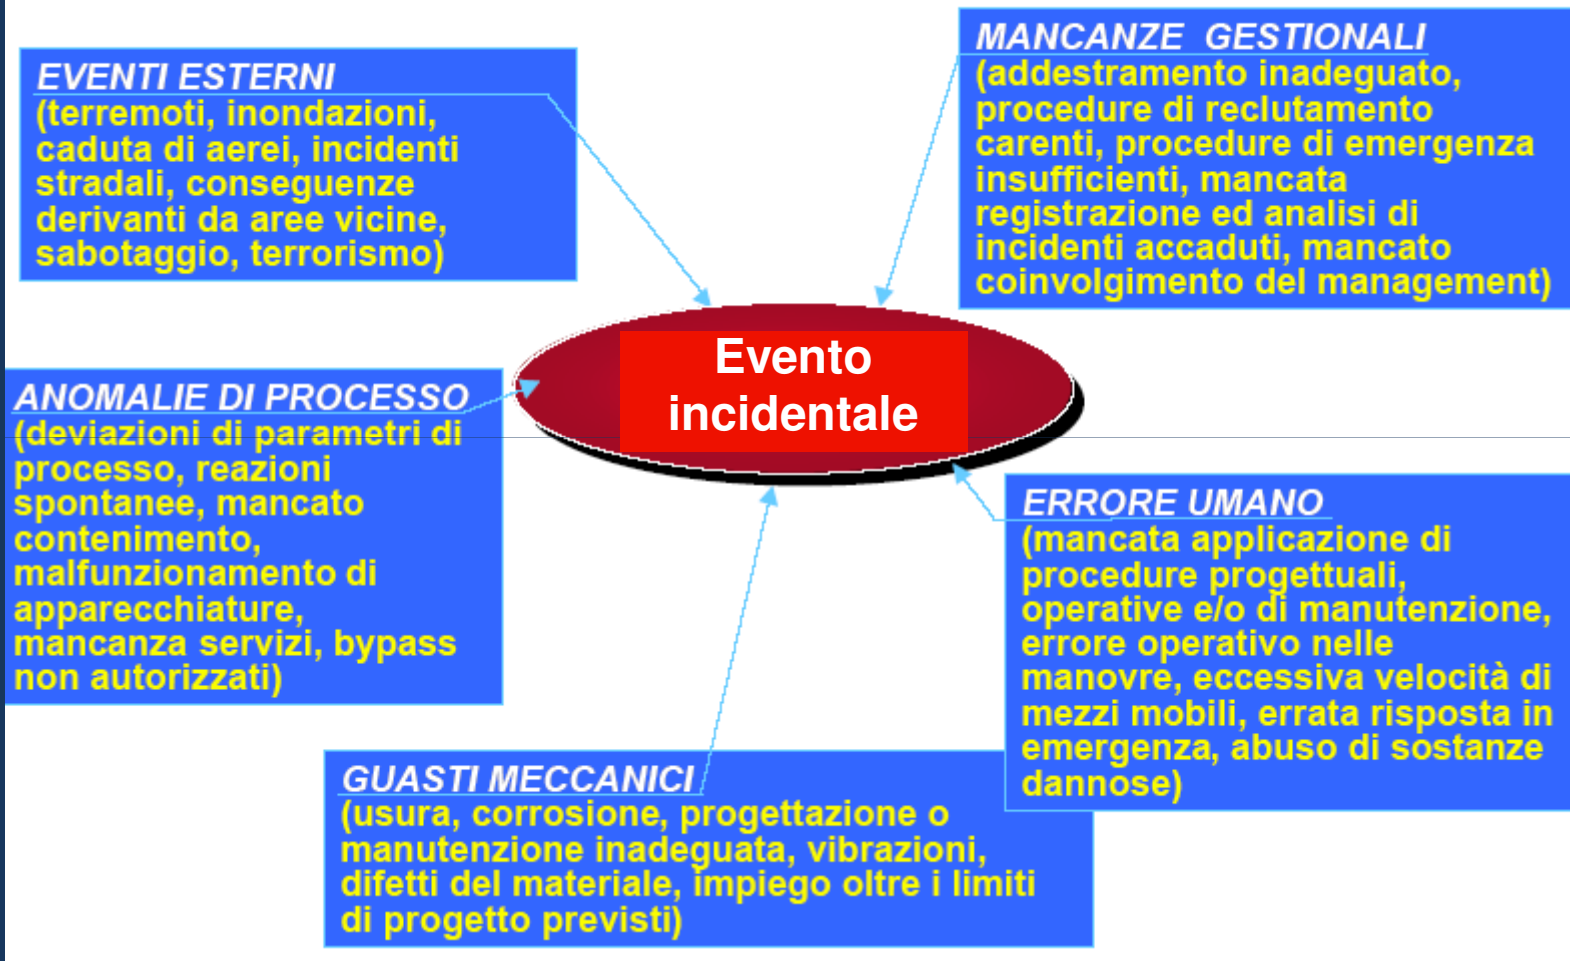 EVENTI ESTERNI
(terremoti, inondazioni,
caduta di aerei, incidenti
stradali, conseguenze
derivanti da aree vicine,
sabotaggio, terrorismo)
MANCANZE GESTIONALI
(addestramento inadeguato,
procedure di reclutamento
carenti, procedure di emergenza
insufficienti, mancata
registrazione ed analisi di
incidenti accaduti, mancato
coinvolgimento del management)
Evento
incidentale
ANOMALIE DI PROCESSO
(deviazioni di parametri di
processo, reazioni
spontanee, mancato
contenimento,
malfunzionamento di
apparecchiature,
mancanza servizi, bypass
non autorizzati)
ERRORE UMANO
(mancata applicazione di
procedure progettuali,
operative e/o di manutenzione,
errore operativo nelle
manovre, eccessiva velocità di
mezzi mobili, errata risposta in
emergenza, abuso di sostanze
dannose)
GUASTI MECCANICI
(usura, corrosione, progettazione o
manutenzione inadeguata, vibrazioni,
difetti del materiale, impiego oltre i limiti
di progetto previsti)